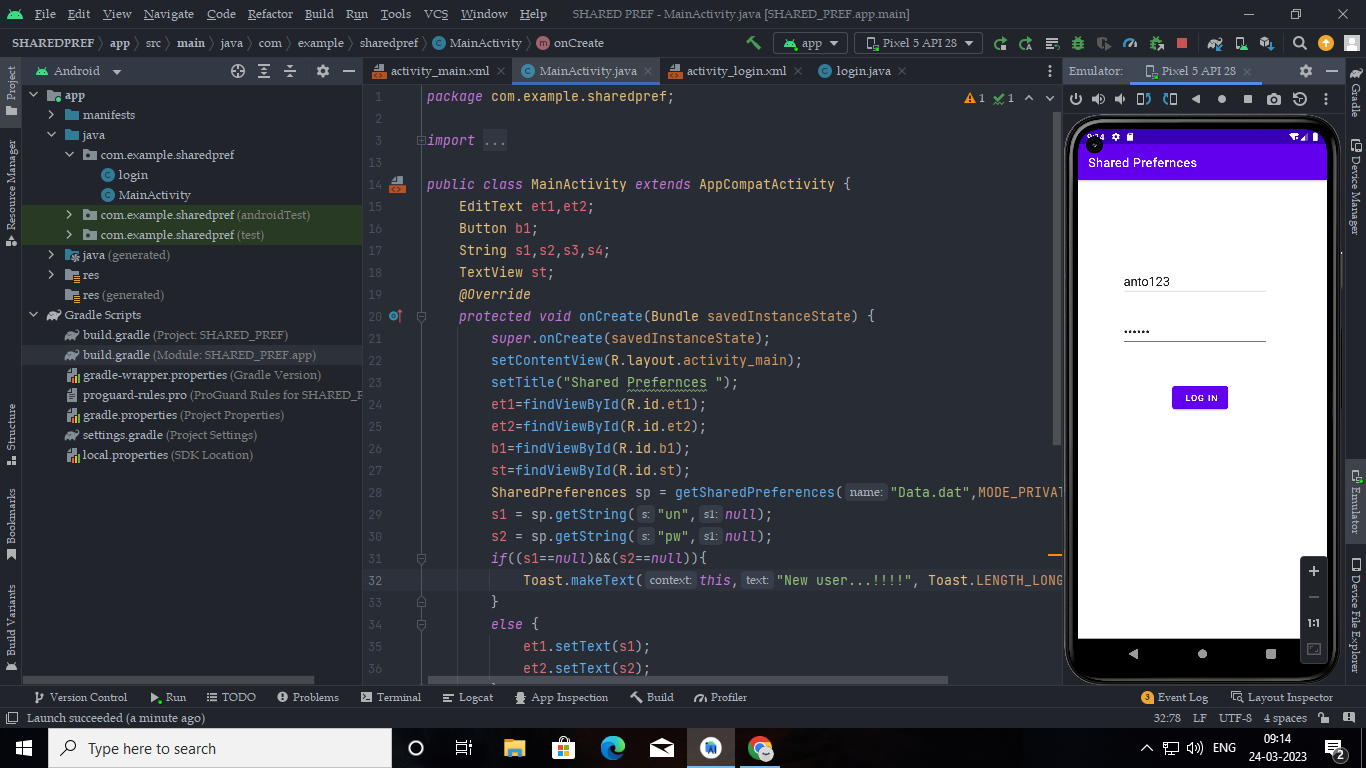 File Edit View Navigate Code Refactor Build Run Tools VCS Window Help SHARED PREF - MainActivity.java [SHARED_PREF.app.main]
SHAREDPREF app src main java com example sharedpref MainActivity onCreate app Pixel 5 API 28
Project
Android
activity_main.xml MainActivity.java activity_login.xml login.java
Emulator: Pixel 5 API 28
app
manifests
java
com.example.sharedpref
login
MainActivity
com.example.sharedpref (androidTest)
com.example.sharedpref (test)
java (generated)
res
res (generated)
Gradle Scripts
build.gradle (Project: SHARED_PREF)
build.gradle (Module: SHARED_PREF.app)
gradle-wrapper.properties (Gradle Version)
proguard-rules.pro (ProGuard Rules for SHARED_P
gradle.properties (Project Properties)
settings.gradle (Project Settings)
local.properties (SDK Location)
Resource Manager
Structure
Bookmarks
Build Variants
1 package com.example.sharedpref;
2
3 import ...
13
14 public class MainActivity extends AppCompatActivity {
15 EditText et1,et2;
16 Button b1;
17 String s1,s2,s3,s4;
18 TextView st;
19 @Override
20 protected void onCreate(Bundle savedInstanceState) {
21 super.onCreate(savedInstanceState);
22 setContentView(R.layout.activity_main);
23 setTitle("Shared Prefernces ");
24 et1=findViewById(R.id.et1);
25 et2=findViewById(R.id.et2);
26 b1=findViewById(R.id.b1);
27 st=findViewById(R.id.st);
28 SharedPreferences sp = getSharedPreferences( name: "Data.dat",MODE_PRIVAT
29 s1 = sp.getString( s: "un", s1: null);
30 s2 = sp.getString( s: "pw", s1: null);
31 if((s1==null)&&(s2==null)){
32 Toast.makeText( context: this, text: "New user...!!!!", Toast.LENGTH_LONG
33 }
34 else {
35 et1.setText(s1);
36 et2.setText(s2);
1 1
Shared Prefernces
anto123
••••••
LOG IN
1:1
Gradle
Device Manager
Emulator
Device File Explorer
Version Control Run TODO Problems Terminal Logcat App Inspection Build Profiler 3 Event Log Layout Inspector
Launch succeeded (a minute ago) 32:78 LF UTF-8 4 spaces
Type here to search
ENG 09:14
24-03-2023 2